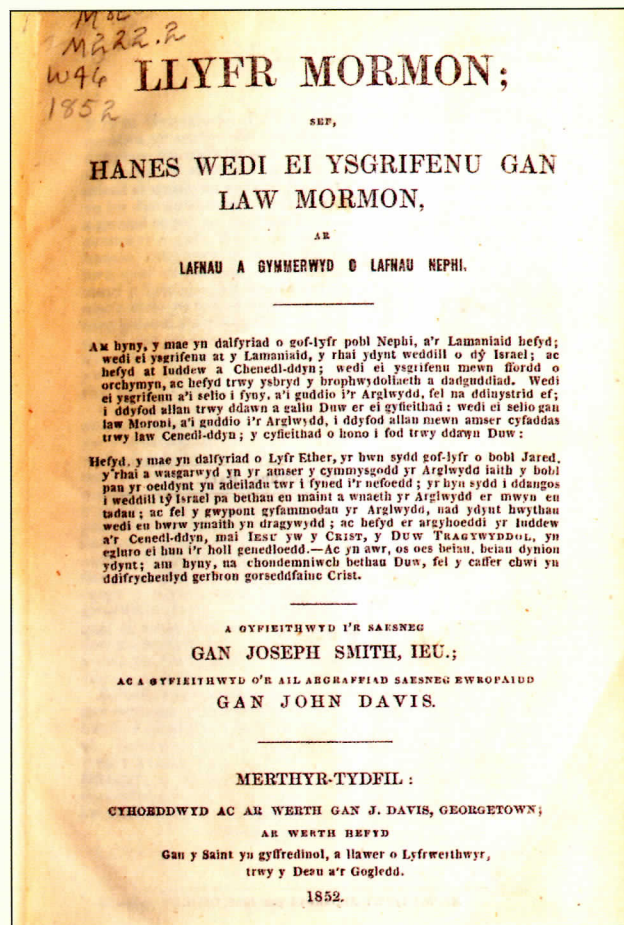 M222.2
W46
1852
LLYFR MORMON;
SEF,
HANES WEDI EI YSGRIFENU GAN
LAW MORMON,
AR
LAFNAU A GYMMERWYD O LAFNAU NEPHI.
AM hyny, y mae yn dalfyriad o gof-lyfr pobl Nephi, a'r Lamaniaid hefyd;
wedi ei ysgrifenu at y Lamaniaid, y rhai ydynt weddill o dŷ Israel; ac
hefyd at Iuddew a Chenedl-ddyn; wedi ei ysgrifenu mewn ffordd o
orchymyn, ac hefyd trwy ysbryd y brophwydoliaeth a dadguddiad. Wedi
ei ysgrifenu a'i selio i fyny, a'i guddio i'r Arglwydd, fel na ddinystrid ef;
i ddyfod allan trwy ddawn a gallu Duw er ei gyfieithad: wedi ei selio gan
law Moroni, a'i guddio i'r Arglwydd, i ddyfod allan mewn amser cyfaddas
trwy law Cenedl-ddyn; y cyfieithad o hono i fod trwy ddawn Duw:
Hefyd, y mae yn dalfyriad o Lyfr Ether, yr hwn sydd gof-lyfr o bobl Jared,
y rhai a wasgarwyd yn yr amser y cymmysgodd yr Arglwydd iaith y bobl
pan yr oeddynt yn adeiladu twr i fyned i'r nefoedd; yr hyn sydd i ddangos
i weddill tŷ Israel pa bethau eu maint a wnaeth yr Arglwydd er mwyn eu
tadau; ac fel y gwypont gyfammodau yr Arglwydd, nad ydynt hwythau
wedi eu bwrw ymaith yn dragywydd; ac hefyd er argyhoeddi yr Iuddew
a'r Cenedl-ddyn, mai IESU yw y CRIST, y DUW TRAGYWYDDOL, yn
egluro ei hun i'r holl genedloedd.—Ac yn awr, os oes beiau, beiau dynion
ydynt; am hyny, na chondemniwch bethau Duw, fel y caffer chwi yn
ddifrycheulyd gerbron gorseddfainc Crist.
A GYFIEITHWYD I'R SAESNEG
GAN JOSEPH SMITH, IEU.;
AC A GYFIEITHWYD O'R AIL ARGRAFFIAD SAESNEG EWROPAIDD
GAN JOHN DAVIS.
MERTHYR-TYDFIL:
CYHOEDDWYD AC AR WERTH GAN J. DAVIS, GEORGETOWN;
AR WERTH HEFYD
Gan y Saint yn gyffredinol, a llawer o Lyfrwerthwyr,
trwy y Deau a'r Gogledd.
1852.